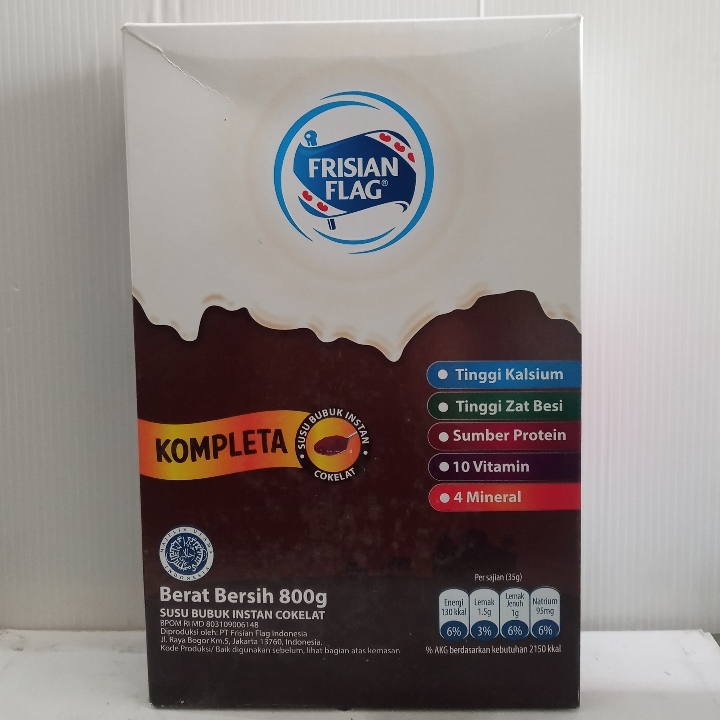 FRISIAN
FLAG®
Tinggi Kalsium
Tinggi Zat Besi
Sumber Protein
10 Vitamin
4 Mineral
KOMPLETA
SUSU BUBUK INSTAN
COKELAT
MAJELIS ULAMA
INDONESIA
Berat Bersih 800g
SUSU BUBUK INSTAN COKELAT
BPOM RI MD 803109006148
Diproduksi oleh: PT Frisian Flag Indonesia
Jl. Raya Bogor Km.5, Jakarta 13760, Indonesia.
Kode Produksi/ Baik digunakan sebelum, lihat bagian atas kemasan
Per sajian (35g)
Energi 130 kkal 6%
Lemak 1.5g 3%
Lemak Jenuh 1g 6%
Natrium 95mg 6%
% AKG berdasarkan kebutuhan 2150 kkal